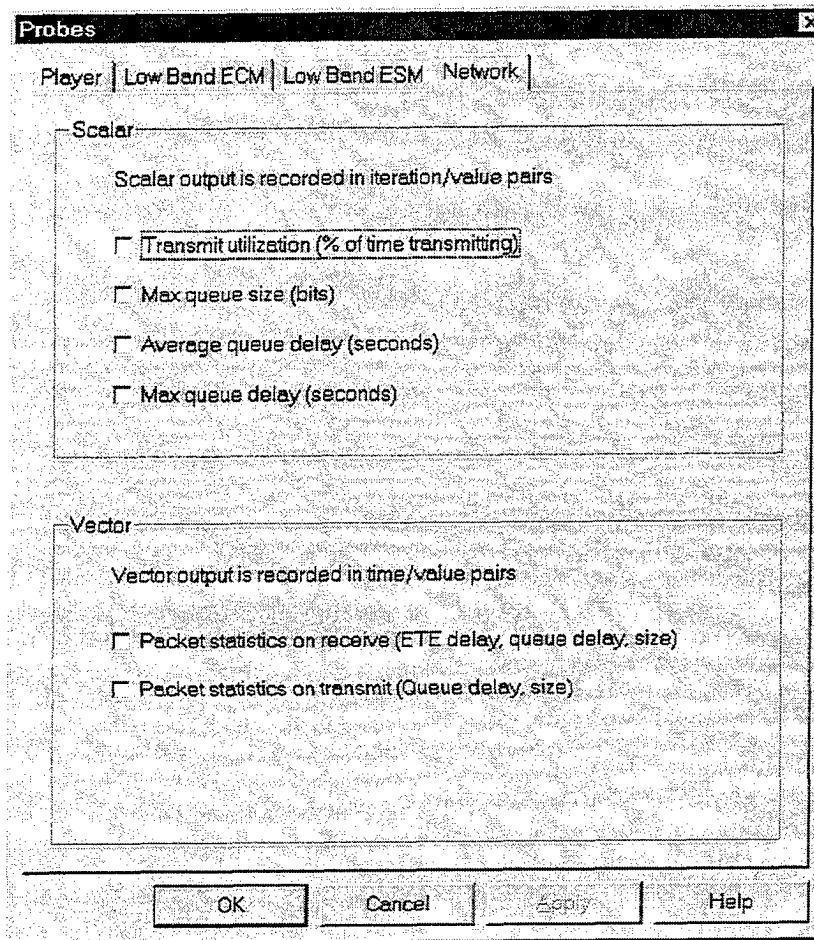 Probes
Player Low Band ECM Low Band ESM Network
Scalar
Scalar output is recorded in iteration/value pairs
Transmit utilization (% of time transmitting)
Max queue size (bits)
Average queue delay (seconds)
Max queue delay (seconds)
Vector
Vector output is recorded in time/value pairs
Packet statistics on receive (ETE delay, queue delay, size)
Packet statistics on transmit (Queue delay, size)
OK Cancel Apply Help